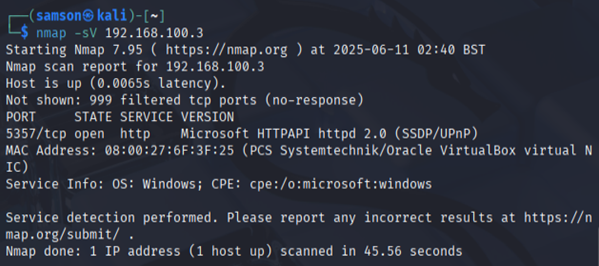 ┌──(samson㉿kali)-[~]
└─$ nmap -sV 192.168.100.3
Starting Nmap 7.95 ( https://nmap.org ) at 2025-06-11 02:40 BST
Nmap scan report for 192.168.100.3
Host is up (0.0065s latency).
Not shown: 999 filtered tcp ports (no-response)
PORT     STATE SERVICE VERSION
5357/tcp open  http    Microsoft HTTPAPI httpd 2.0 (SSDP/UPnP)
MAC Address: 08:00:27:6F:3F:25 (PCS Systemtechnik/Oracle VirtualBox virtual N
IC)
Service Info: OS: Windows; CPE: cpe:/o:microsoft:windows

Service detection performed. Please report any incorrect results at https://n
map.org/submit/ .
Nmap done: 1 IP address (1 host up) scanned in 45.56 seconds